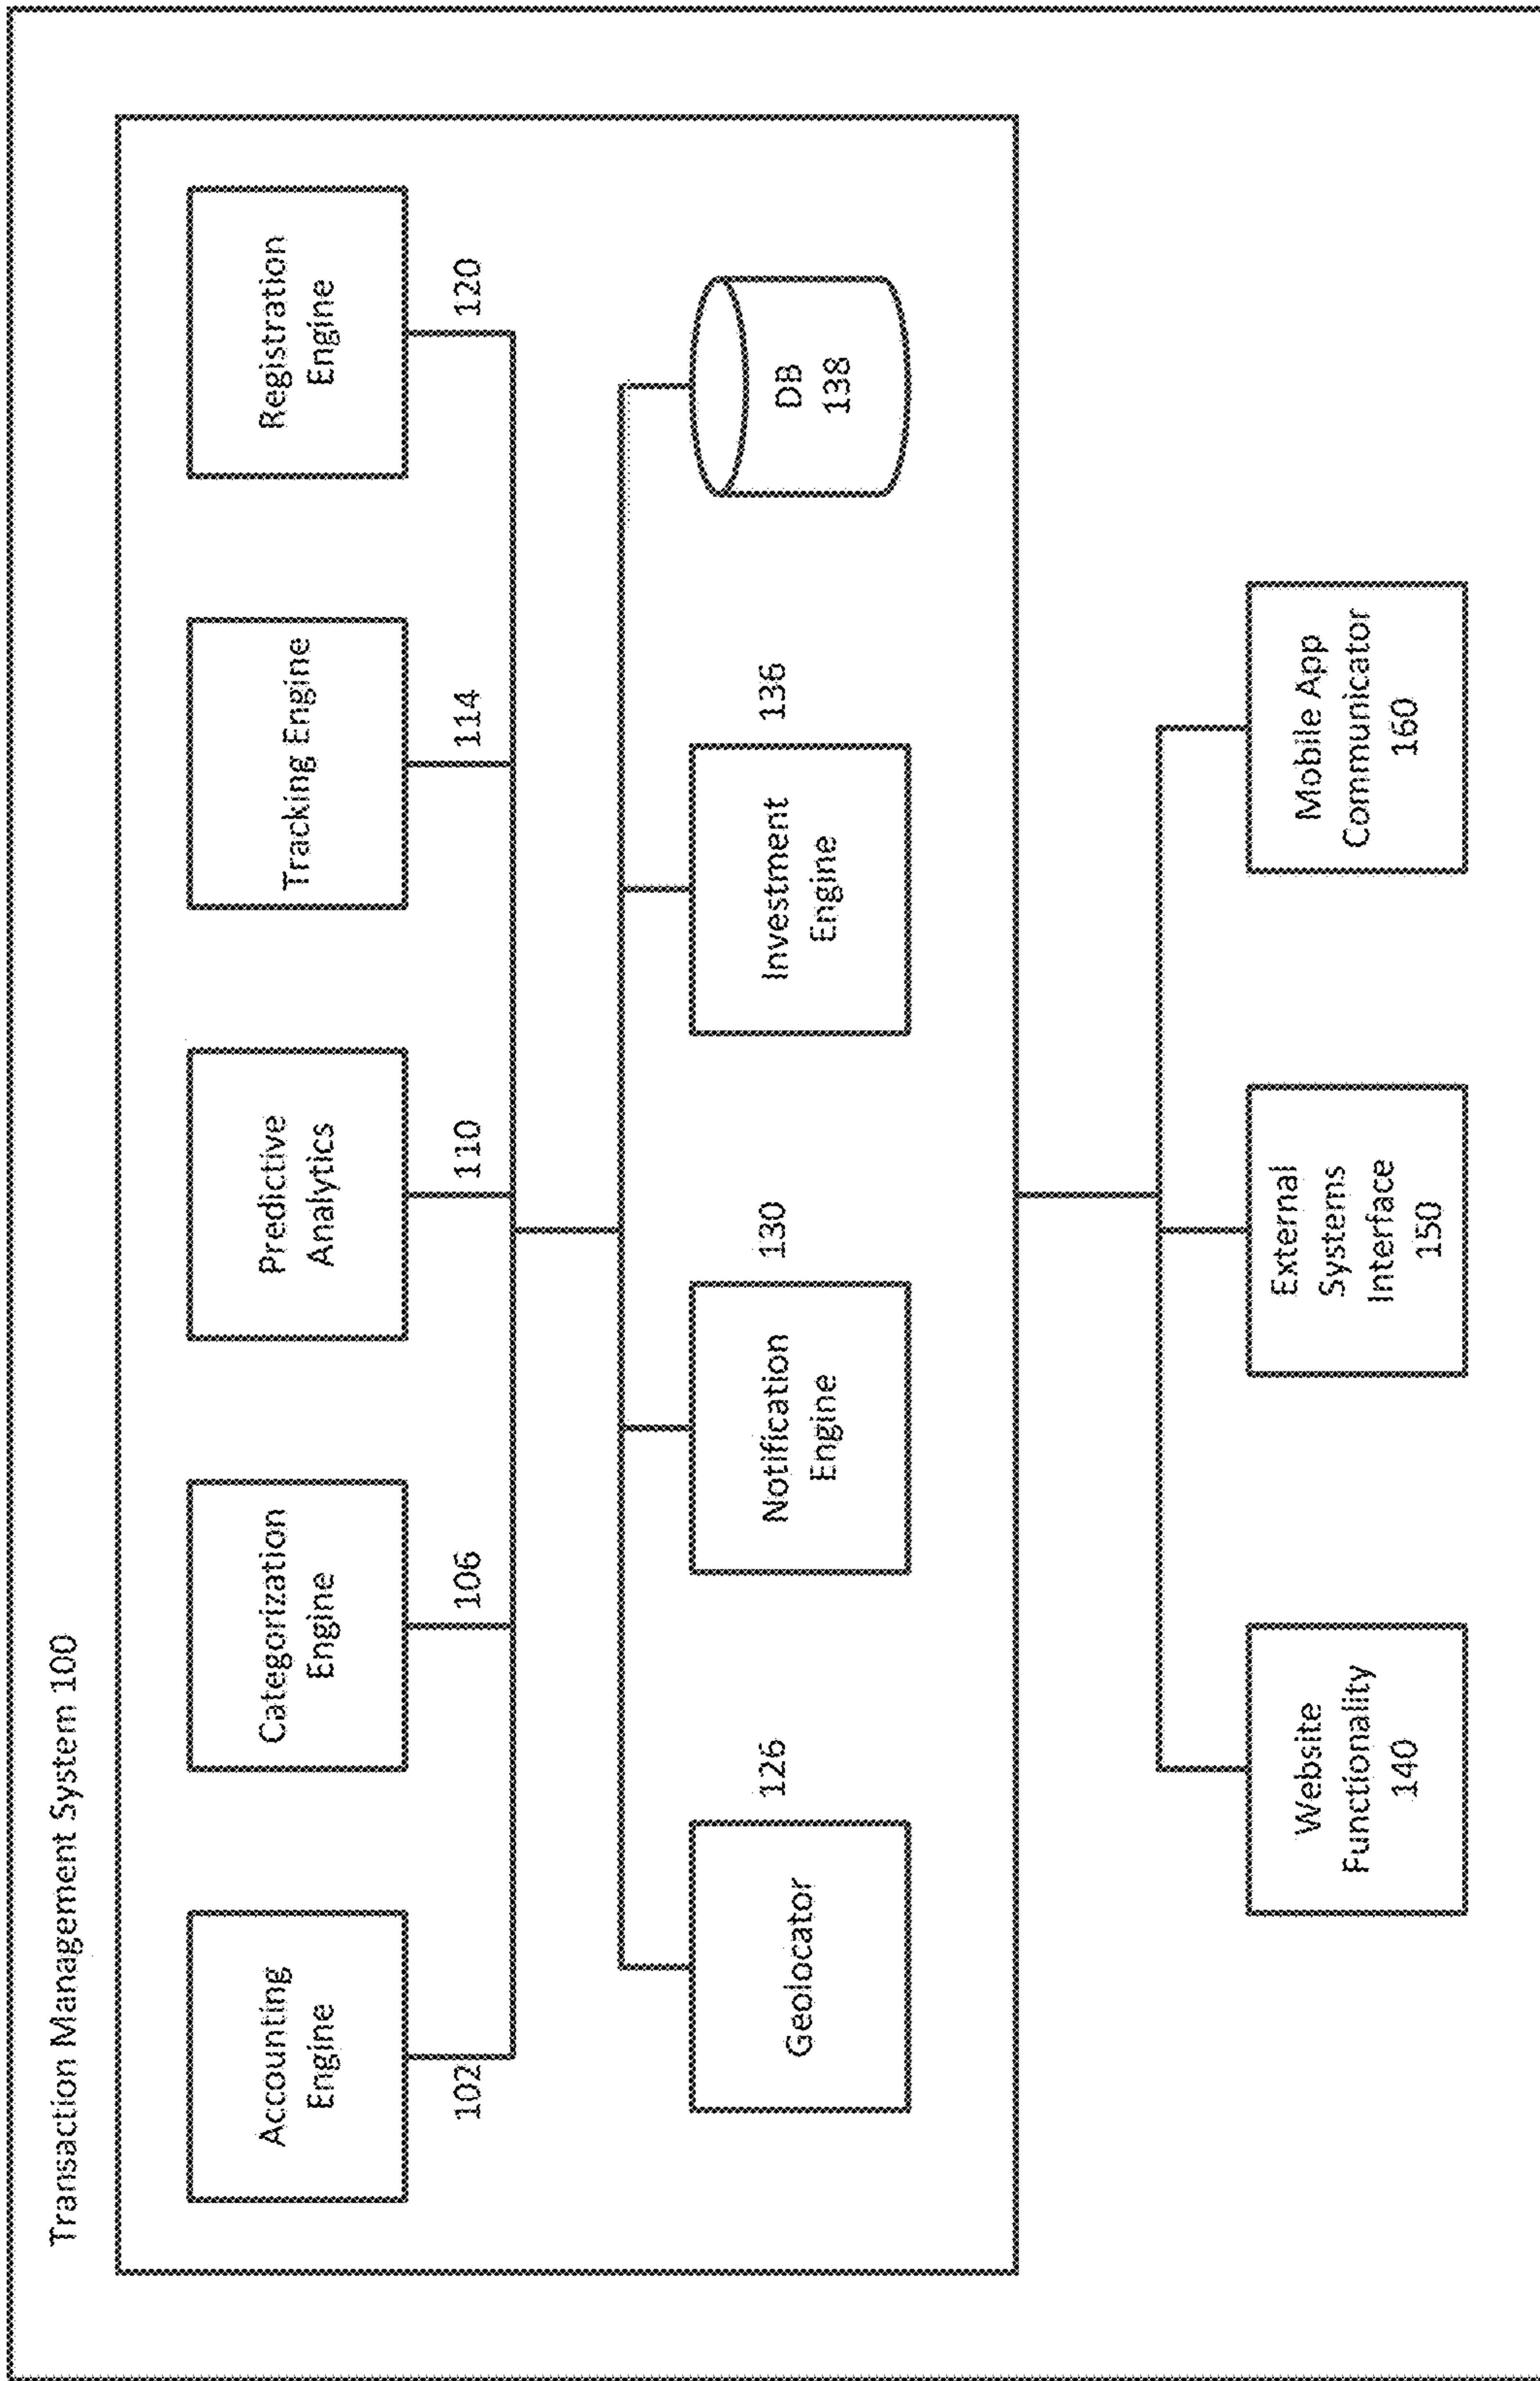 Transaction Management System 100
Accounting
Engine
102
Categorization
Engine
106
Predictive
Analytics
110
Tracking Engine
114
Registration
Engine
120
Geolocator
126
Notification
Engine
130
Investment
Engine
136
DB
138
Website
Functionality
140
External
Systems
Interface
150
Mobile App
Communicator
160